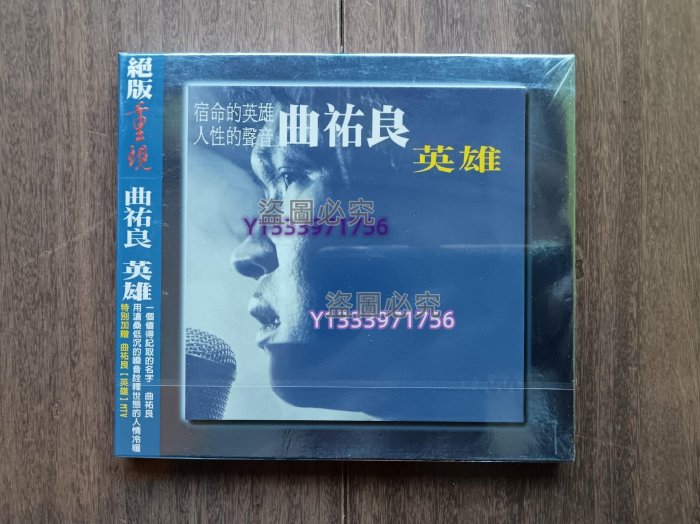 絕版
重現
曲祐良 英雄
一個值得記取的名字 曲祐良
用滄桑低沉的嗓音詮釋世態的人情冷暖
特別加贈 曲祐良【英雄】MTV
宿命的英雄
人性的聲音
曲祐良
英雄
盜圖必究
Y1333971756
盜圖必究
Y1333971756